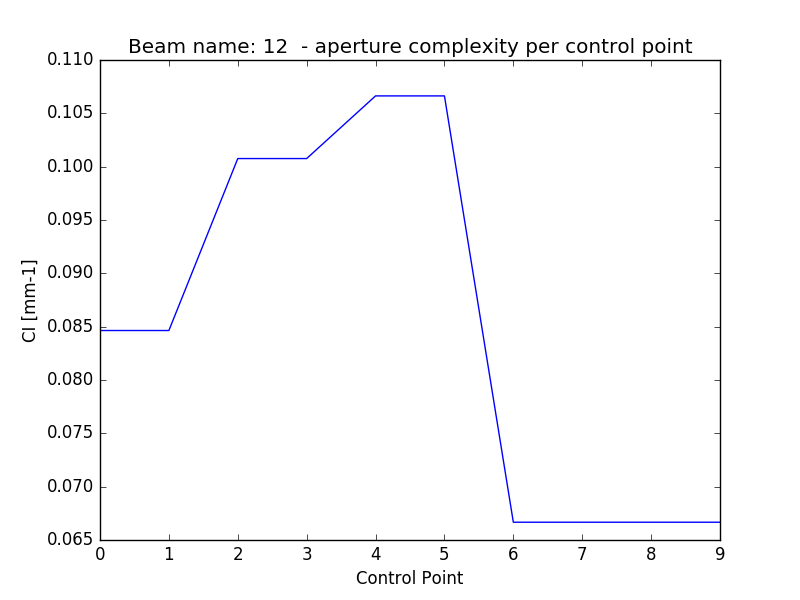 Beam name: 12  - aperture complexity per control point
0.110
0.105
0.100
0.095
0.090
0.085
0.080
0.075
0.070
0.065
CI [mm-1]
0 1 2 3 4 5 6 7 8 9
Control Point